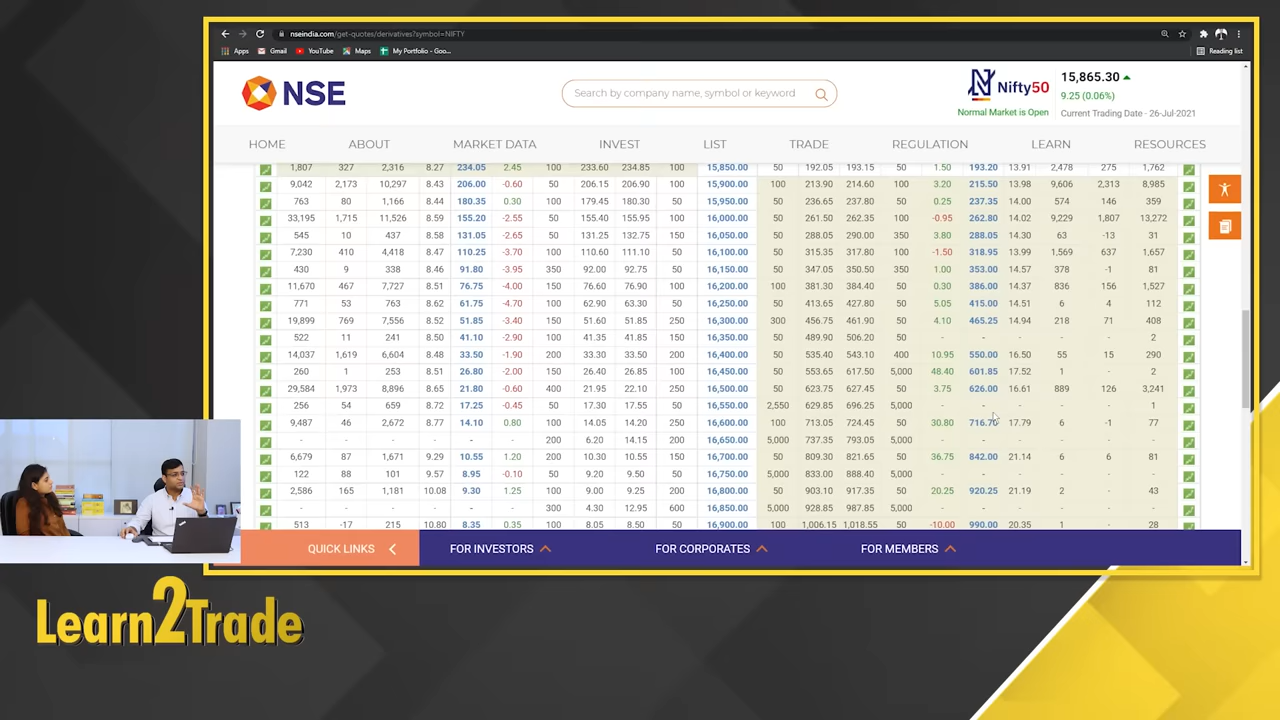 nseindia.com/get-quotes/derivatives?symbol=NIFTY
Apps Gmail YouTube Maps My Portfolio - Goo... Reading list
NSE
Search by company name, symbol or keyword
Nifty50
15,865.30
9.25 (0.06%)
Normal Market is Open
Current Trading Date - 26-Jul-2021
HOME ABOUT MARKET DATA INVEST LIST TRADE REGULATION LEARN RESOURCES
1,807 327 2,316 8.27 234.05 2.45 100 233.60 234.85 100 15,850.00 50 192.05 193.15 50 1.50 193.20 13.91 2,478 275 1,762
9,042 2,173 10,297 8.43 206.00 -0.60 50 206.15 206.90 100 15,900.00 100 213.90 214.60 100 3.20 215.50 13.98 9,606 2,313 8,985
763 80 1,166 8.44 180.35 0.30 100 179.45 180.30 50 15,950.00 50 236.65 237.80 50 0.25 237.35 14.00 574 146 359
33,195 1,715 11,526 8.59 155.20 -2.55 100 155.40 155.95 100 16,000.00 50 261.50 262.35 100 -0.95 262.80 14.02 9,229 1,807 13,272
545 10 437 8.58 131.05 -2.65 100 131.25 132.75 150 16,050.00 50 288.05 290.00 350 3.80 288.05 14.30 63 -13 31
7,230 410 4,418 8.47 110.25 -3.70 100 110.60 111.10 50 16,100.00 50 315.35 317.80 100 -1.50 318.95 13.99 1,569 637 1,657
430 9 338 8.46 91.80 -3.95 350 92.00 92.75 50 16,150.00 50 347.05 350.50 350 1.00 353.00 14.57 378 -1 81
11,670 467 7,727 8.51 76.75 -4.00 150 76.60 76.90 100 16,200.00 100 381.30 384.40 50 0.30 386.00 14.37 836 156 1,527
771 53 763 8.62 61.75 -4.70 100 62.90 63.30 50 16,250.00 50 413.65 427.80 50 5.05 415.00 14.51 6 4 112
19,899 769 7,556 8.52 51.85 -3.40 150 51.60 51.85 250 16,300.00 300 456.75 461.90 50 4.10 465.25 14.94 218 71 408
522 11 241 8.50 41.10 -2.90 100 41.35 41.85 150 16,350.00 50 489.90 506.20 50 - - - - - 2
14,037 1,619 6,604 8.48 33.50 -1.90 200 33.30 33.50 200 16,400.00 50 535.40 543.10 400 10.95 550.00 16.50 55 15 290
260 1 253 8.51 26.80 -2.00 150 26.40 26.85 100 16,450.00 50 553.65 617.50 5,000 48.40 601.85 17.52 1 - 2
29,584 1,973 8,896 8.65 21.80 -0.60 400 21.95 22.10 250 16,500.00 50 623.75 627.45 50 3.75 626.00 16.61 889 126 3,241
256 54 659 8.72 17.25 -0.45 50 17.30 17.55 50 16,550.00 2,550 629.85 696.25 5,000 - - - - - 1
9,487 46 2,672 8.77 14.10 0.80 100 14.05 14.20 250 16,600.00 100 713.05 724.45 50 30.80 716.70 17.79 6 -1 77
- - - - - - 200 6.20 14.15 200 16,650.00 5,000 737.35 793.05 5,000 - - - - - -
6,679 87 1,671 9.29 10.55 1.20 200 10.30 10.55 150 16,700.00 50 809.30 821.65 50 36.75 842.00 21.14 6 6 81
122 88 101 9.57 8.95 -0.10 50 9.20 9.50 50 16,750.00 5,000 833.00 888.40 5,000 - - - - - -
2,586 165 1,181 10.08 9.30 1.25 100 9.00 9.25 200 16,800.00 50 903.10 917.35 50 20.25 920.25 21.19 2 - 43
- - - - - - 300 4.30 12.95 600 16,850.00 5,000 928.85 987.95 5,000 - - - - - -
513 -17 215 10.80 8.35 0.35 100 8.05 8.50 50 16,900.00 100 1,006.15 1,018.55 50 -10.00 990.00 20.35 1 - 28
QUICK LINKS FOR INVESTORS FOR CORPORATES FOR MEMBERS
Learn2Trade